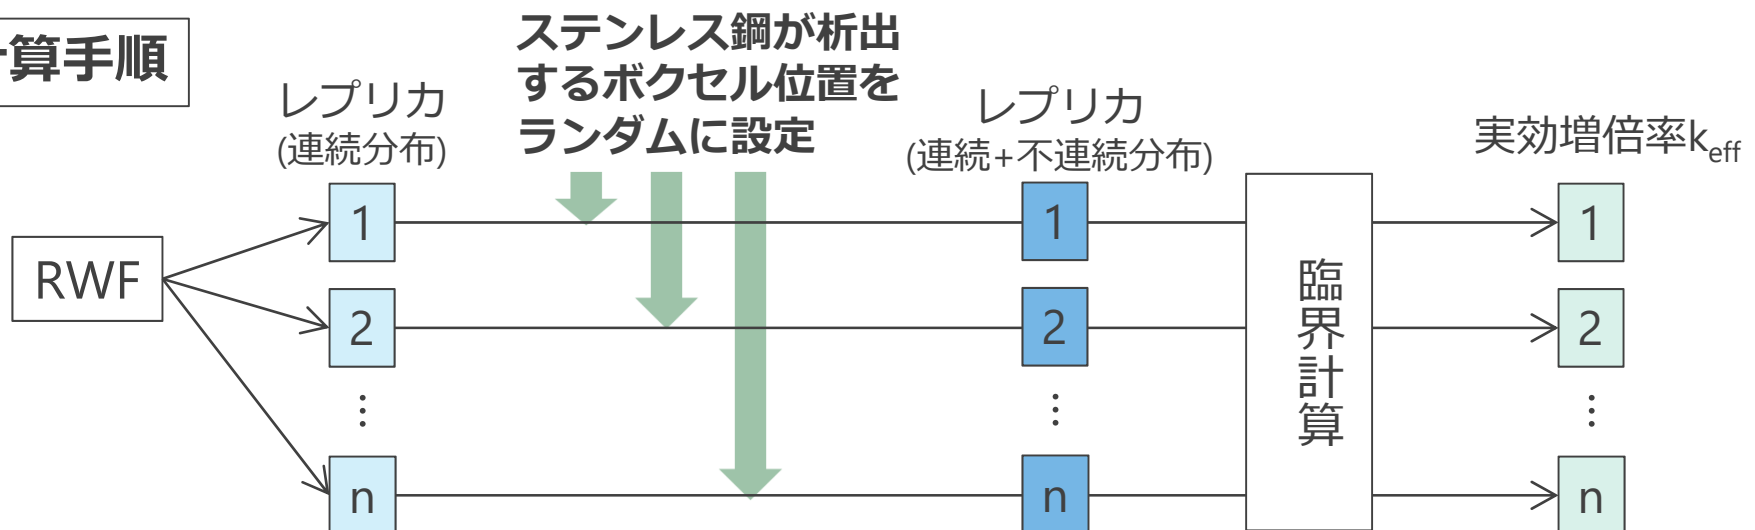 算手順
ステンレス鋼が析出
するボクセル位置を
ランダムに設定
レプリカ
(連続分布)
レプリカ
(連続+不連続分布)
実効増倍率keff
RWF
1
2
⋮
n
1
2
⋮
n
臨界計算
1
2
⋮
n